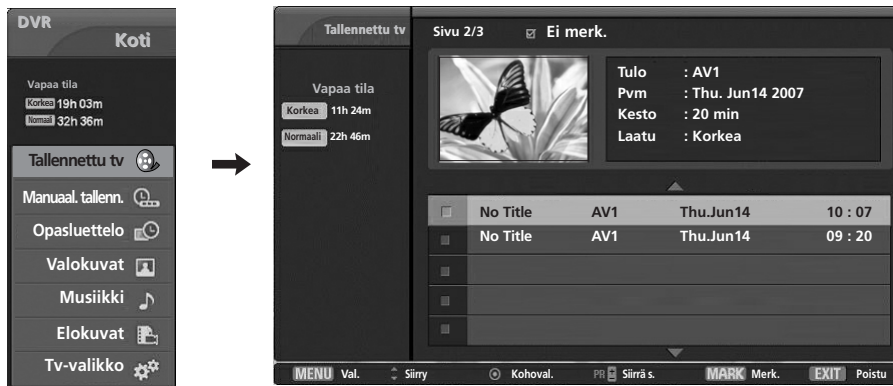 DVR
Koti
Vapaa tila
Korkea 19h 03m
Normaali 32h 36m
Tallennettu tv
Manuaal. tallenn.
Opasluettelo
Valokuvat
Musiikki
Elokuvat
Tv-valikko
Tallennettu tv
Sivu 2/3 Ei merk.
Vapaa tila
Korkea 11h 24m
Normaali 22h 46m
Tulo : AV1
Pvm : Thu. Jun14 2007
Kesto : 20 min
Laatu : Korkea
No Title AV1 Thu.Jun14 10 : 07
No Title AV1 Thu.Jun14 09 : 20
MENU Val. Siirry Kohoval. PR Siirrä s. MARK Merk. EXIT Poistu